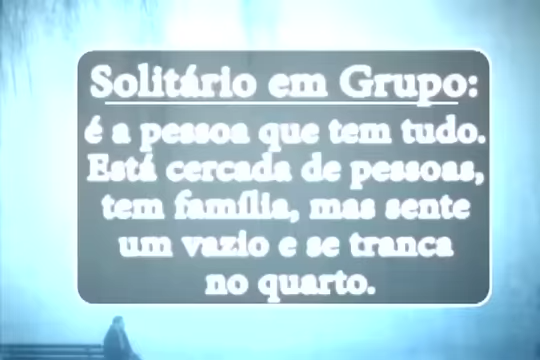 Solitário em Grupo:
é a pessoa que tem tudo.
Está cercada de pessoas,
tem família, mas sente
um vazio e se tranca
no quarto.